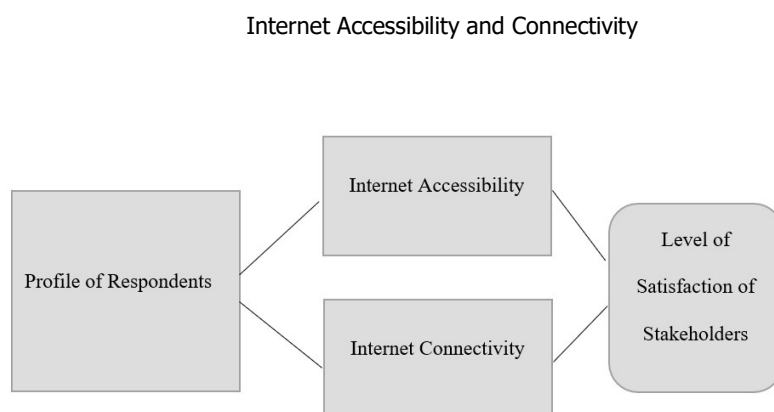 Internet Accessibility and Connectivity
Internet Accessibility
Profile of Respondents
Level of
Satisfaction of
Stakeholders
Internet Connectivity